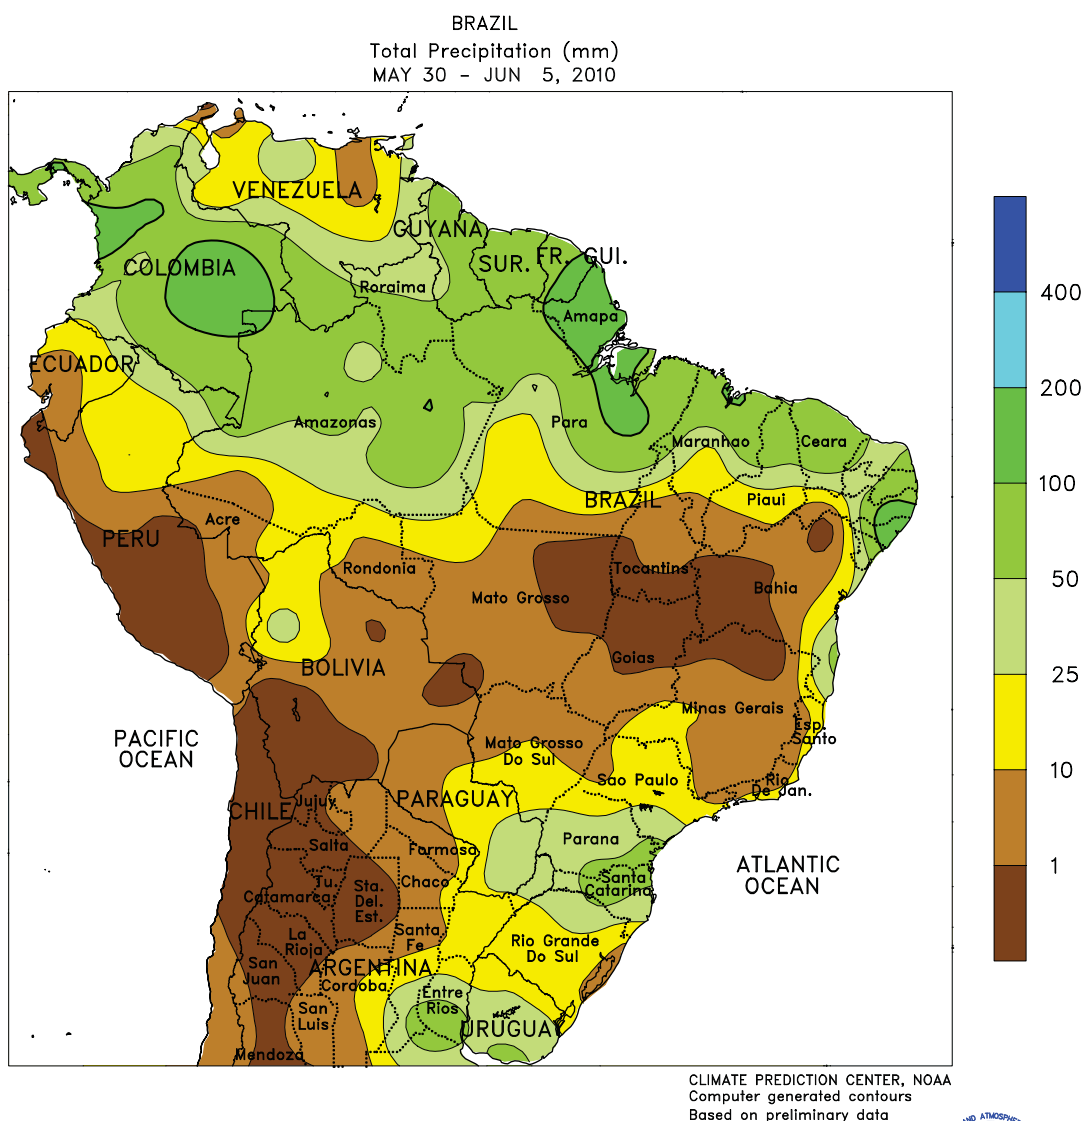 BRAZIL
Total Precipitation (mm)
MAY 30 - JUN 5, 2010
VENEZUELA
GUYANA
SUR.
FR. GUI.
COLOMBIA
Roraima
Amapa
ECUADOR
Amazonas
Para
Maranhao
Ceara
BRAZIL
Piaui
Acre
PERU
Rondonia
Tocantins
Mato Grosso
Bahia
BOLIVIA
Goias
Minas Gerais
Esp.
Santo
PACIFIC
OCEAN
Mato Grosso
Do Sul
Sao Paulo
Rio
De Jan.
CHILE
Jujuy
PARAGUAY
Salta
Formosa
Parana
Tu.
Catamarca
Sta.
Del.
Est.
Chaco
Santa
Catarina
ATLANTIC
OCEAN
La
Rioja
Santa
Fe
Rio Grande
Do Sul
San
Juan
ARGENTINA
Cordoba
Entre
Rios
San
Luis
URUGUAY
Mendoza
400
200
100
50
25
10
1
CLIMATE PREDICTION CENTER, NOAA
Computer generated contours
Based on preliminary data
AND ATMOSPHE